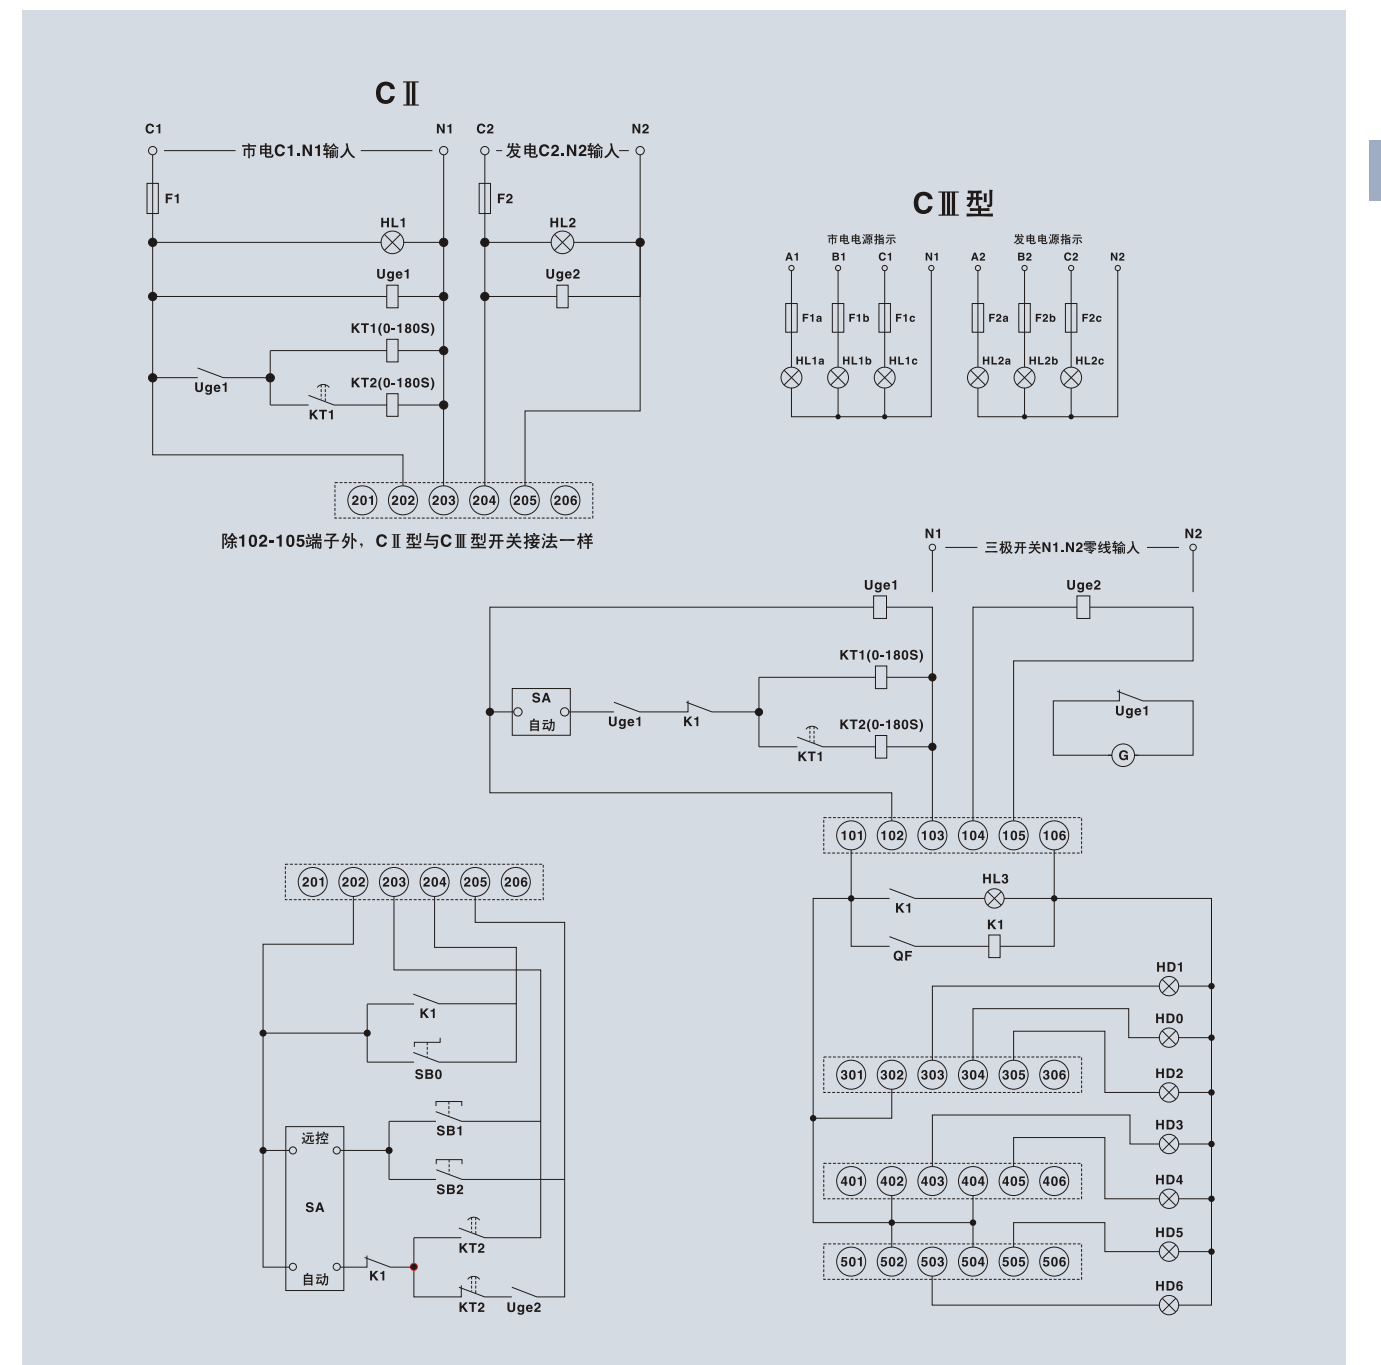 CⅡ
C1
N1
C2
N2
市电C1.N1输入
发电C2.N2输入
F1
F2
HL1
HL2
Uge1
Uge2
KT1(0-180S)
Uge1
KT2(0-180S)
KT1
201 202 203 204 205 206
除102-105端子外，CⅡ型与CⅢ型开关接法一样
CⅢ型
市电电源指示
发电电源指示
A1 B1 C1 N1 A2 B2 C2 N2
F1a F1b F1c F2a F2b F2c
HL1a HL1b HL1c HL2a HL2b HL2c
N1
三极开关N1.N2零线输入
N2
Uge1
Uge2
KT1(0-180S)
SA
自动
Uge1
K1
KT2(0-180S)
KT1
Uge1
G
101 102 103 104 105 106
HL3
K1
K1
QF
HD1
HD0
301 302 303 304 305 306
HD2
HD3
401 402 403 404 405 406
HD4
HD5
501 502 503 504 505 506
HD6
201 202 203 204 205 206
K1
SB0
SB1
远控
SB2
SA
KT2
自动
K1
KT2
Uge2